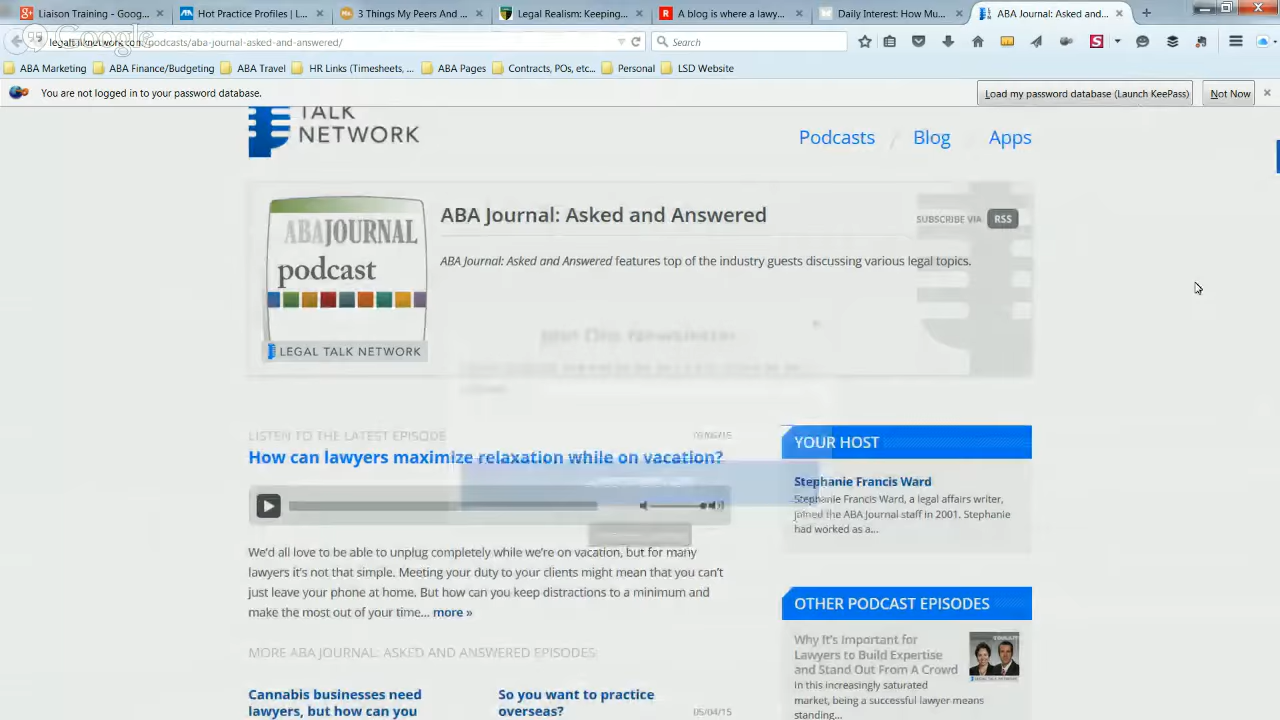 Liaison Training - Goog...
Hot Practice Profiles | L...
3 Things My Peers And ...
Legal Realism: Keeping...
A blog is where a lawy...
Daily Interest: How Mu...
ABA Journal: Asked and...
Google
legaltalknetwork.com/podcasts/aba-journal-asked-and-answered/
Search
ABA Marketing
ABA Finance/Budgeting
ABA Travel
HR Links (Timesheets, ...
ABA Pages
Contracts, POs, etc...
Personal
LSD Website
You are not logged in to your password database.
Load my password database (Launch KeePass)
Not Now
TALK
NETWORK
Podcasts / Blog / Apps
ABAJOURNAL
podcast
LEGAL TALK NETWORK
ABA Journal: Asked and Answered
SUBSCRIBE VIA RSS
ABA Journal: Asked and Answered features top of the industry guests discussing various legal topics.
Join Our Newsletter
LISTEN TO THE LATEST EPISODE
How can lawyers maximize relaxation while on vacation?
We'd all love to be able to unplug completely while we're on vacation, but for many
lawyers it's not that simple. Meeting your duty to your clients might mean that you can't
just leave your phone at home. But how can you keep distractions to a minimum and
make the most out of your time... more »
MORE ABA JOURNAL: ASKED AND ANSWERED EPISODES
Cannabis businesses need
lawyers, but how can you
So you want to practice
overseas?
05/04/15
YOUR HOST
Stephanie Francis Ward
Stephanie Francis Ward, a legal affairs writer,
joined the ABA Journal staff in 2001. Stephanie
had worked as a...
OTHER PODCAST EPISODES
Why It's Important for
Lawyers to Build Expertise
and Stand Out From A Crowd
In this increasingly saturated
market, being a successful lawyer means
standing...